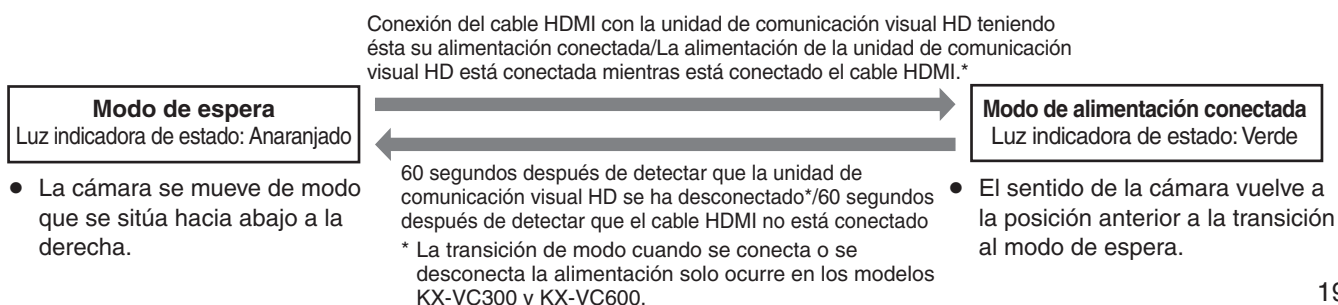 Conexión del cable HDMI con la unidad de comunicación visual HD teniendo
ésta su alimentación conectada/La alimentación de la unidad de comunicación
visual HD está conectada mientras está conectado el cable HDMI.*
Modo de espera
Luz indicadora de estado: Anaranjado
Modo de alimentación conectada
Luz indicadora de estado: Verde
● La cámara se mueve de modo
que se sitúa hacia abajo a la
derecha.
60 segundos después de detectar que la unidad de
comunicación visual HD se ha desconectado*/60 segundos
después de detectar que el cable HDMI no está conectado
* La transición de modo cuando se conecta o se
desconecta la alimentación solo ocurre en los modelos
KX-VC300 y KX-VC600.
● El sentido de la cámara vuelve a
la posición anterior a la transición
al modo de espera.
19